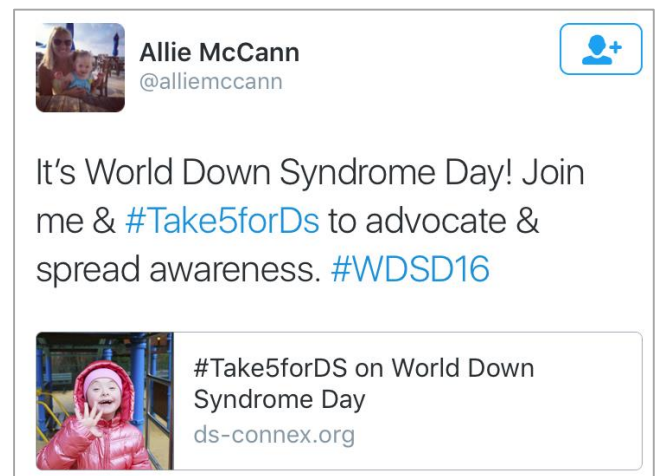 Allie McCann
@alliemccann
It's World Down Syndrome Day! Join
me & #Take5forDs to advocate &
spread awareness. #WDSD16
#Take5forDS on World Down
Syndrome Day
ds-connex.org